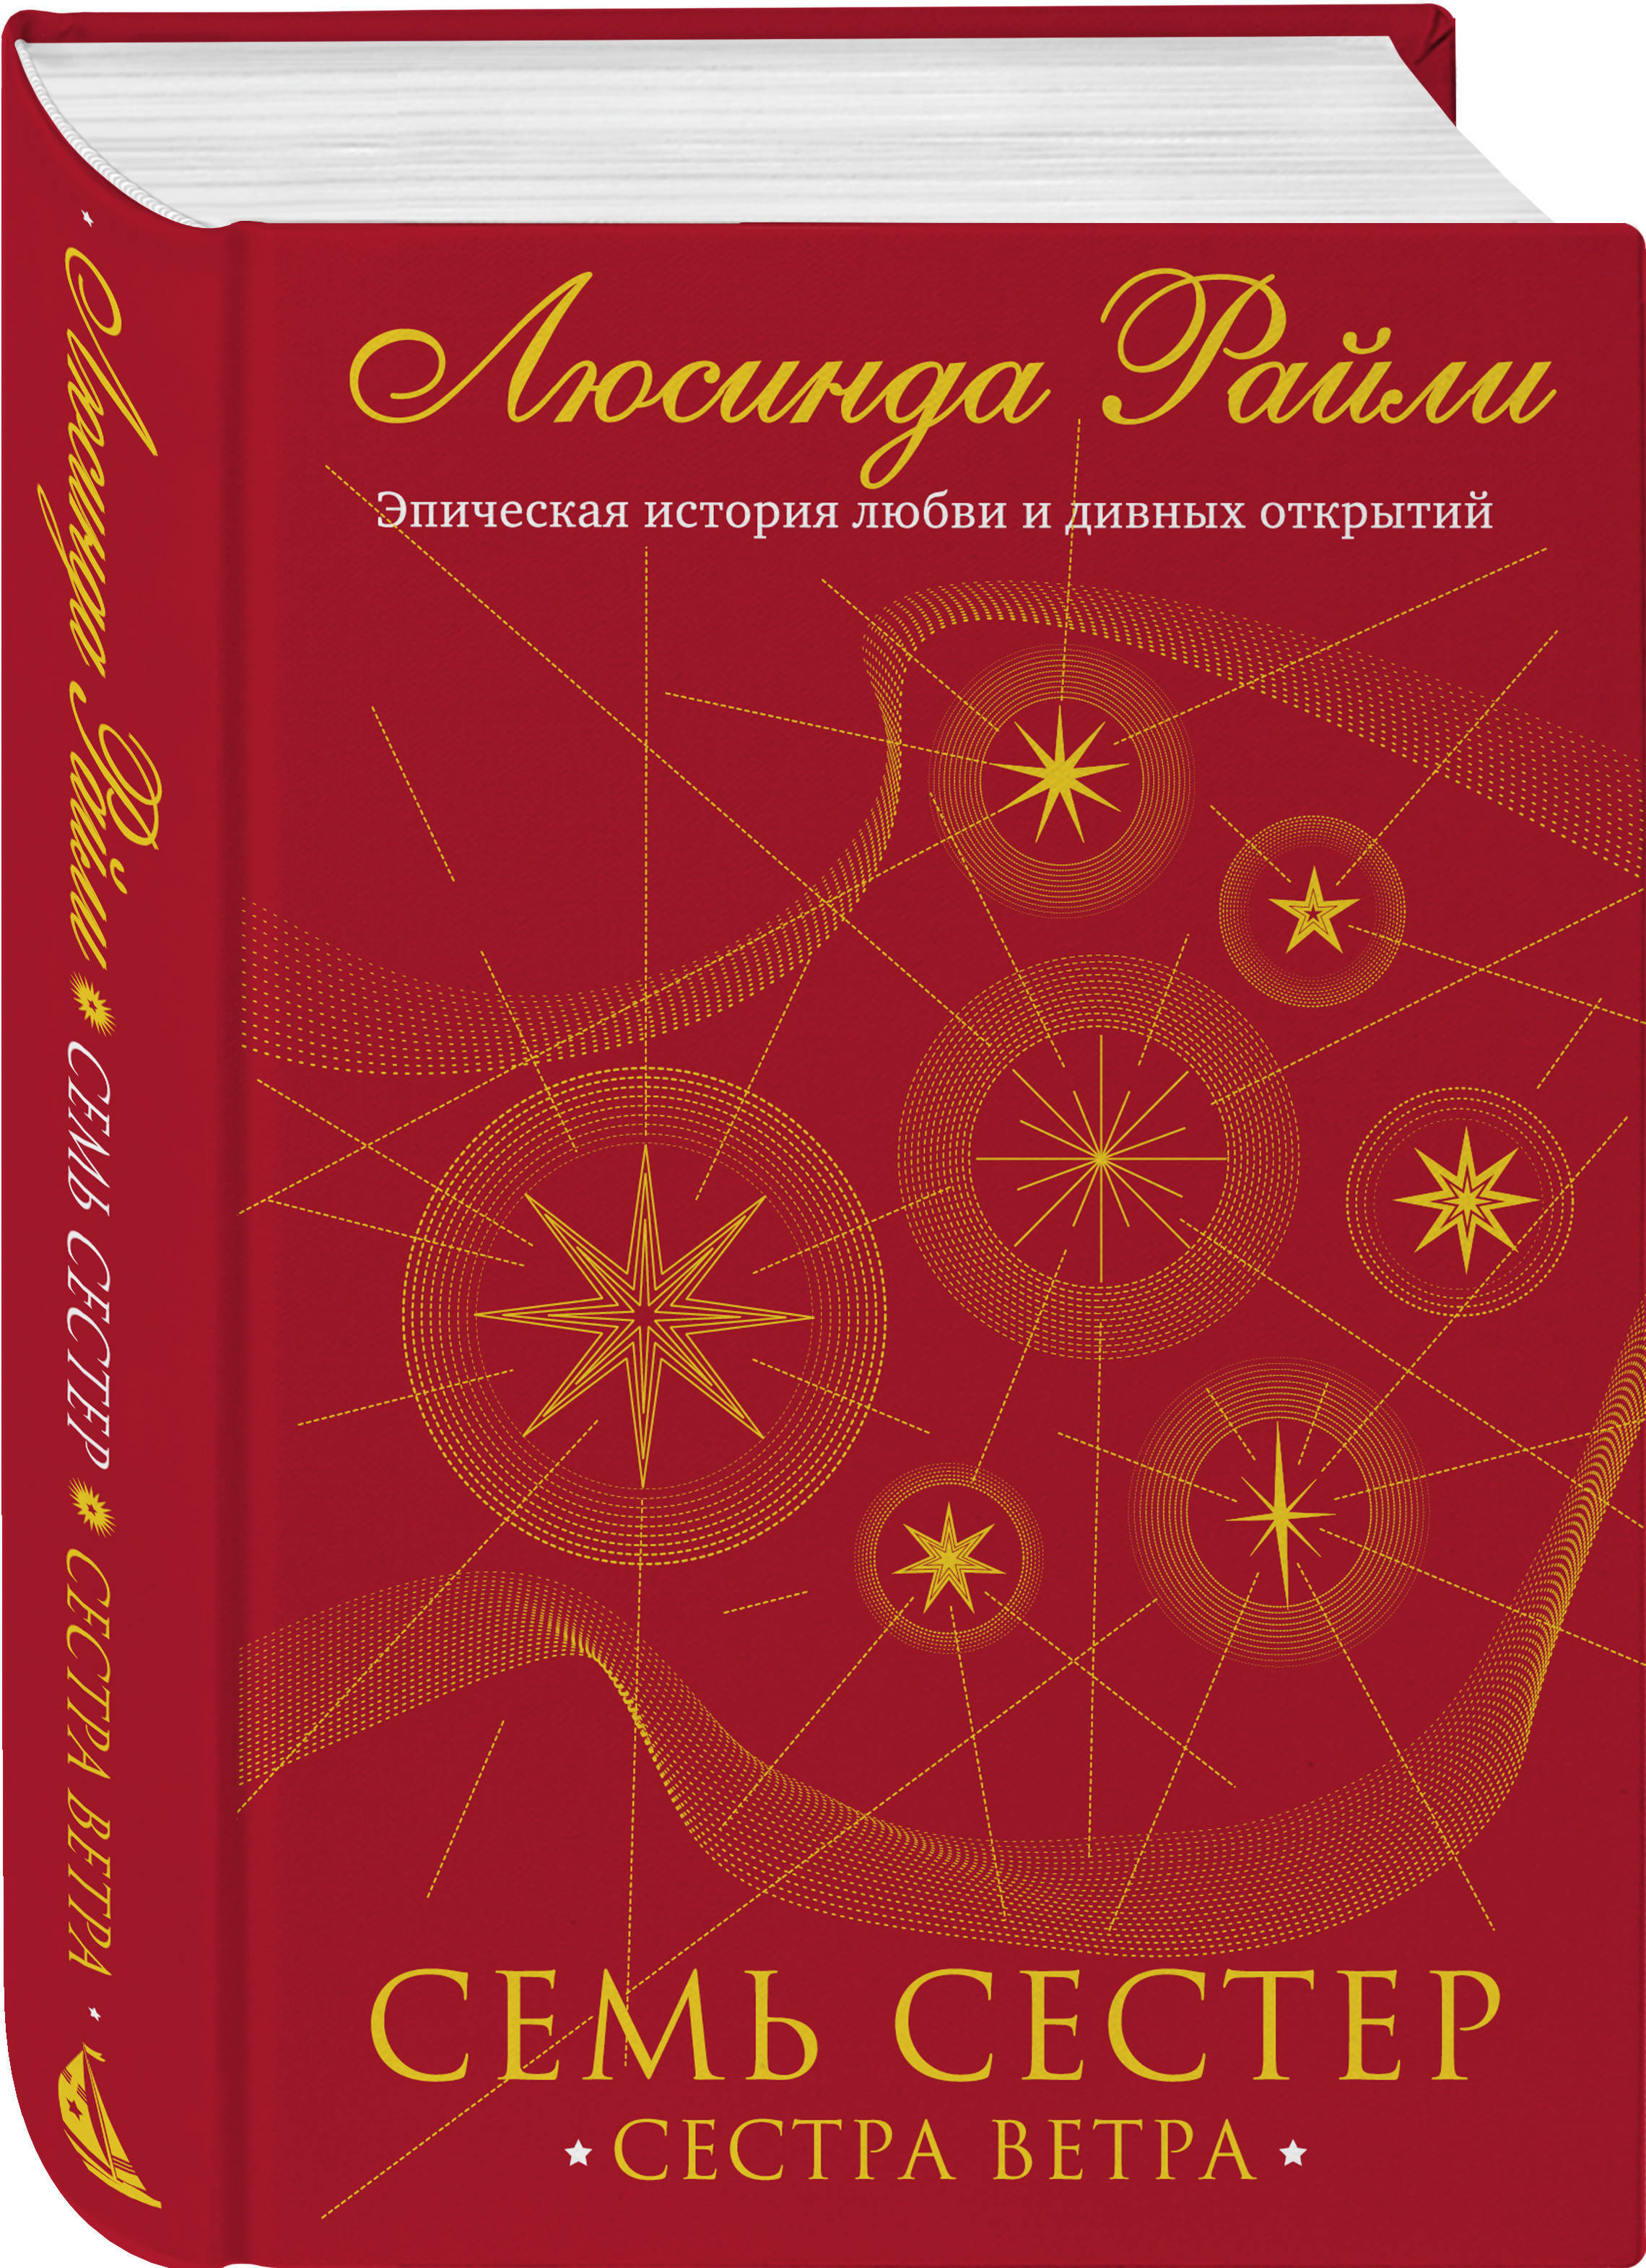 Люсинда Райли
Эпическая история любви и дивных открытий
СЕМЬ СЕСТЕР
СЕСТРА ВЕТРА
Люсинда Райли СЕМЬ СЕСТЕР СЕСТРА ВЕТРА